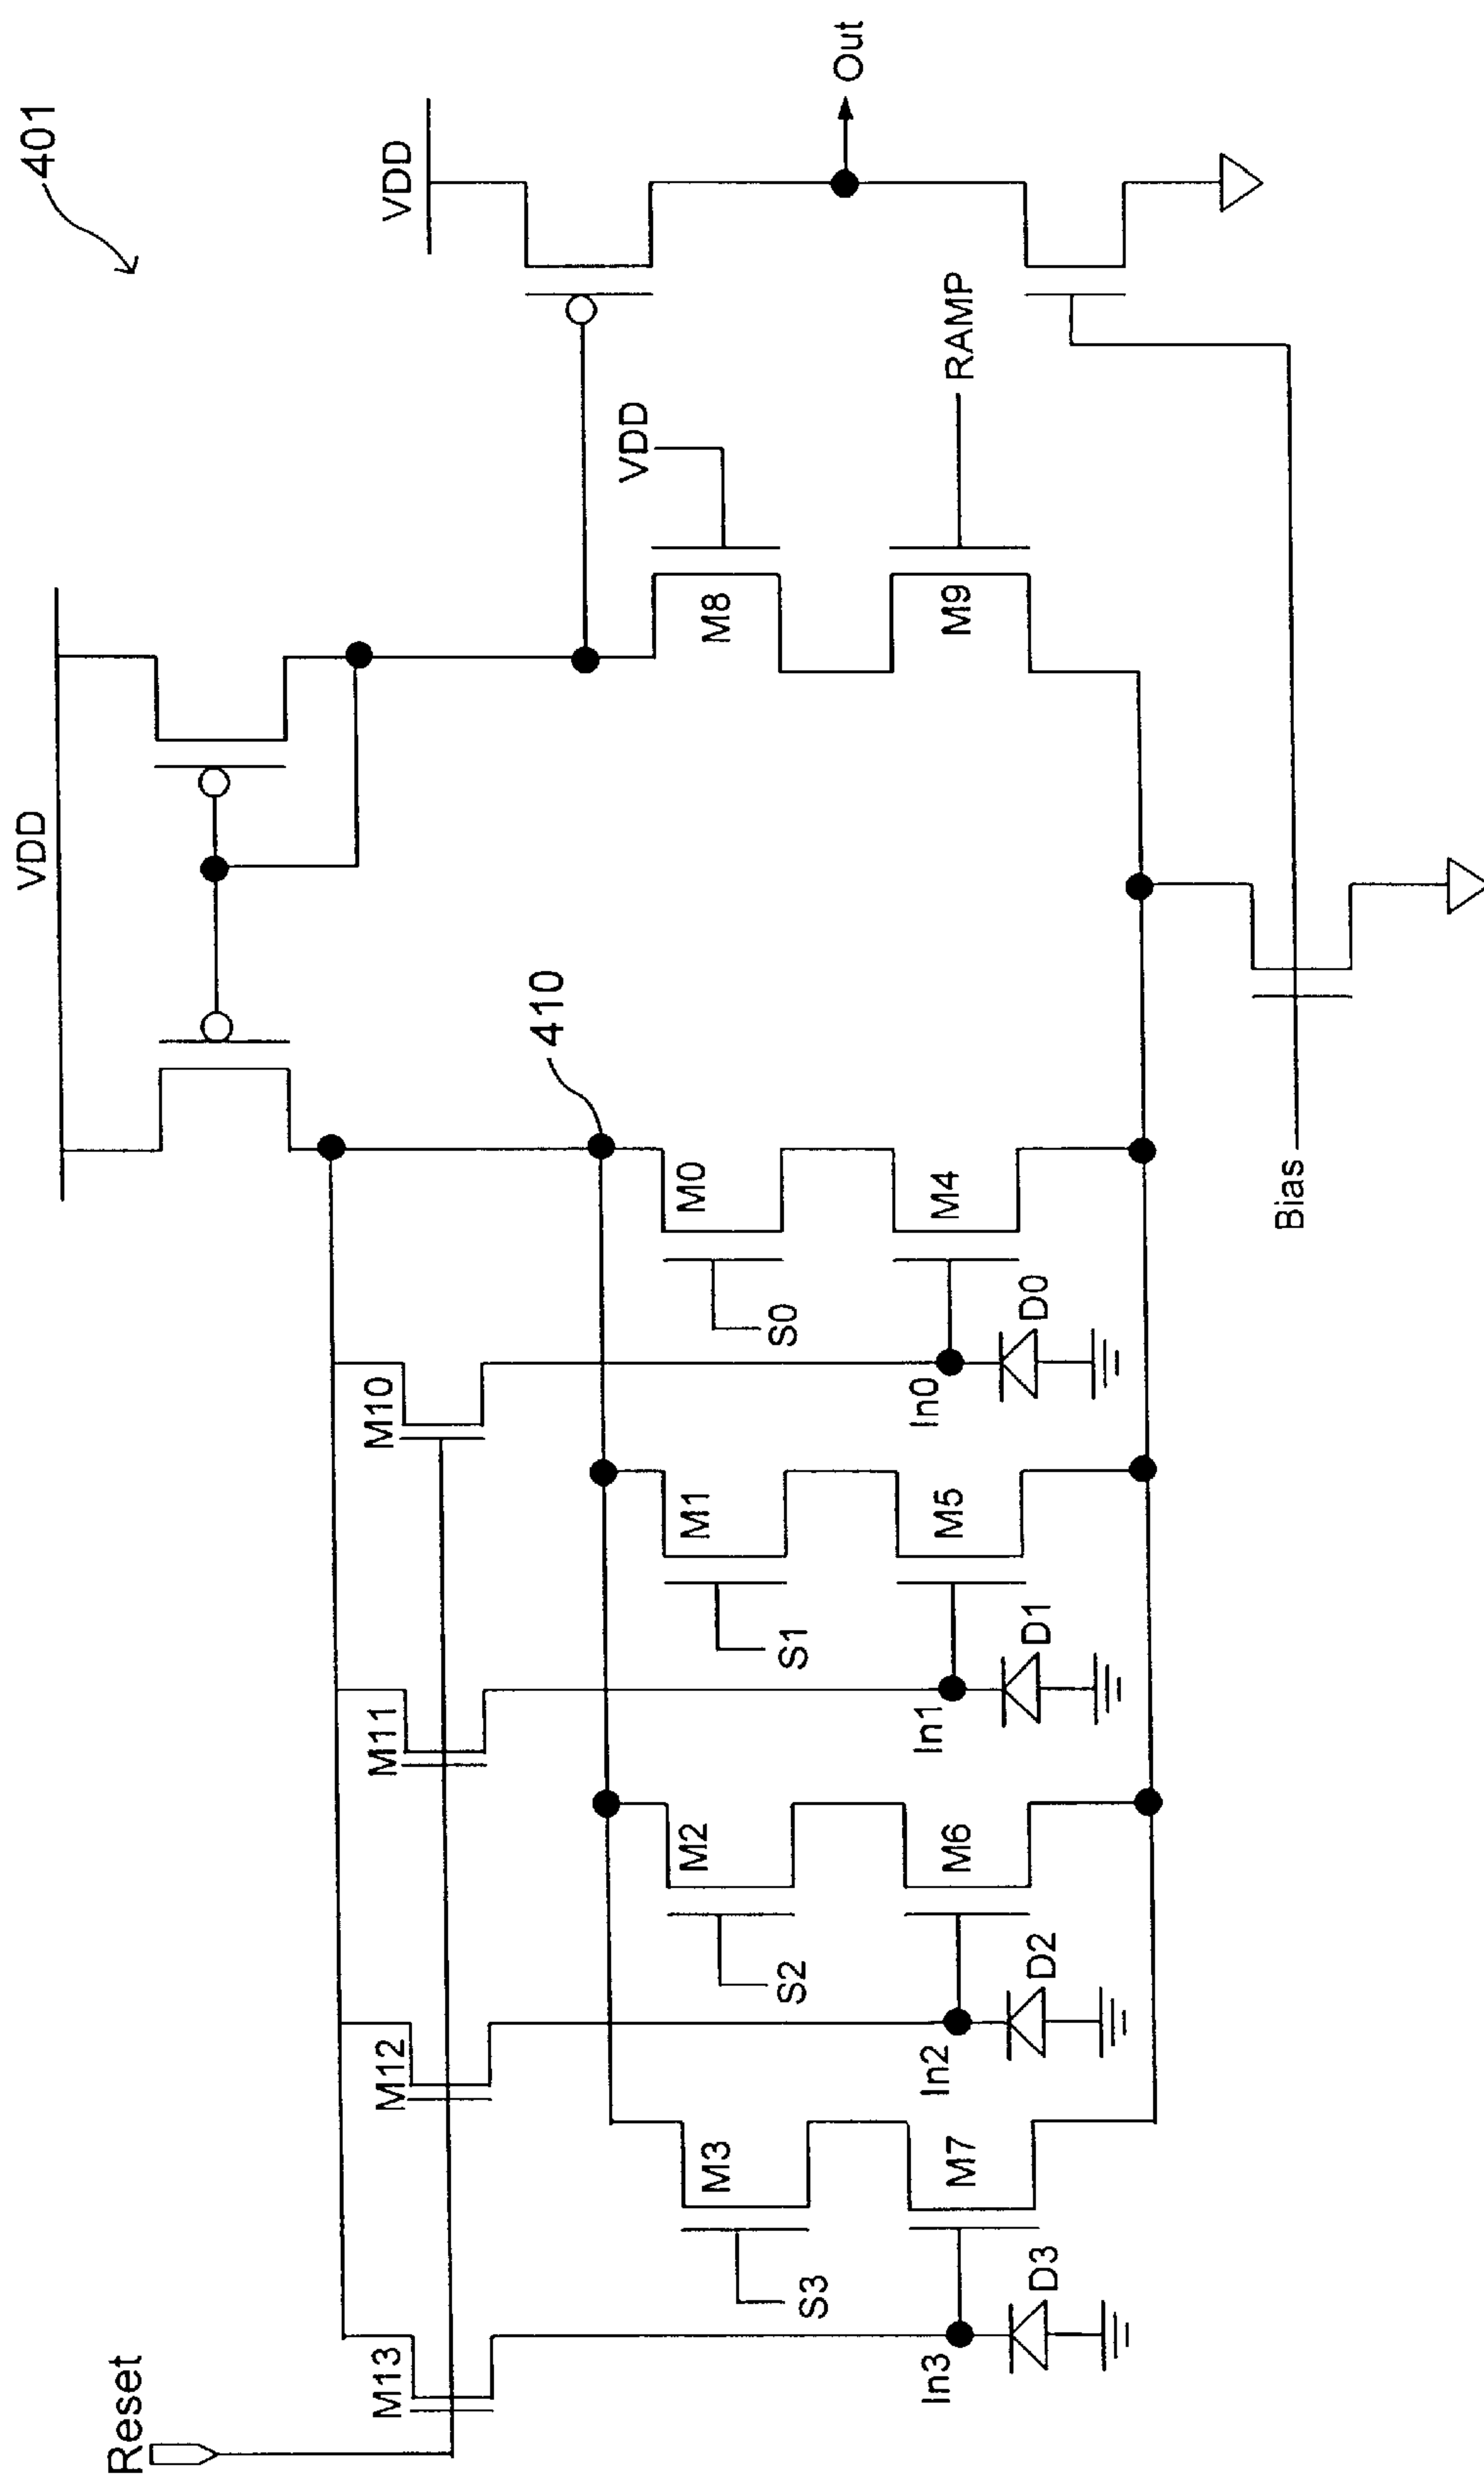 401
VDD
VDD
Reset
M13
M12
M11
M10
410
VDD
Out
S3
M3
S2
M2
S1
M1
S0
M0
M8
RAMP
In3
M7
In2
M6
In1
M5
In0
M4
M9
D3
D2
D1
D0
Bias